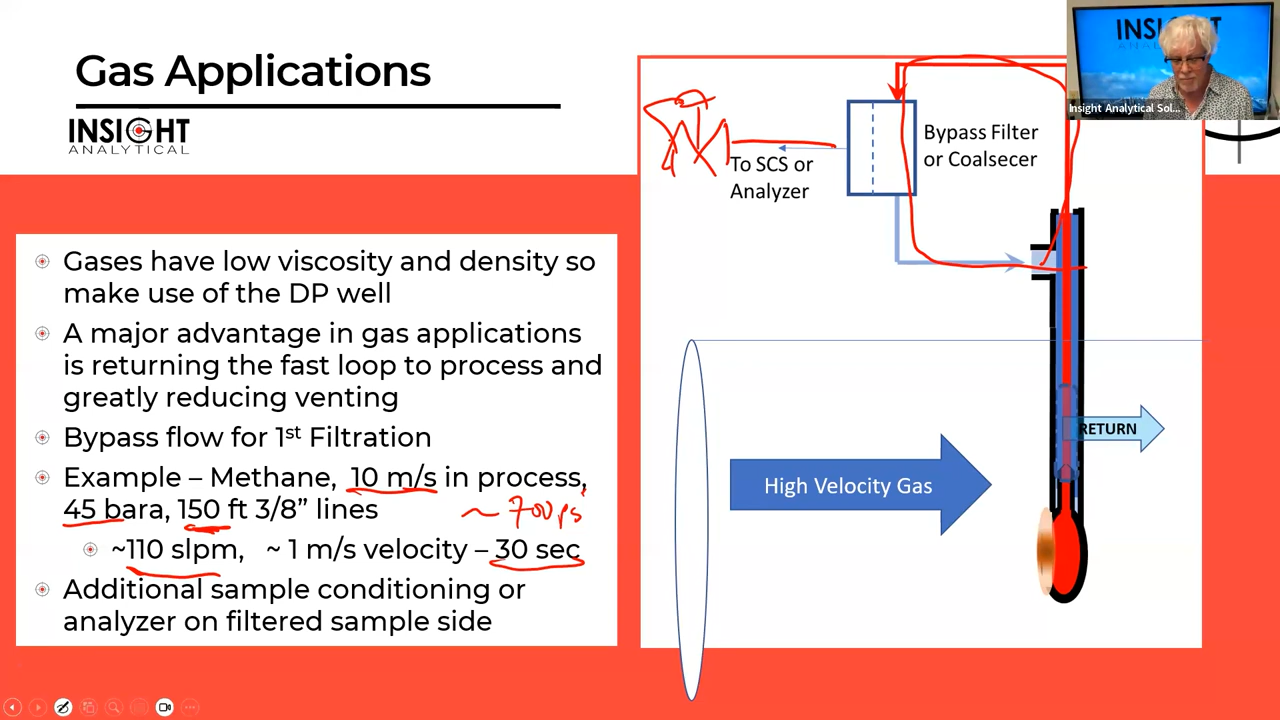 Gas Applications
INSIGHT
ANALYTICAL
Gases have low viscosity and density so
make use of the DP well
A major advantage in gas applications
is returning the fast loop to process and
greatly reducing venting
Bypass flow for 1st Filtration
Example – Methane, 10 m/s in process,
45 bara, 150 ft 3/8” lines
~ 700 psi
~110 slpm, ~ 1 m/s velocity – 30 sec
Additional sample conditioning or
analyzer on filtered sample side
Bypass Filter
or Coalsecer
To SCS or
Analyzer
High Velocity Gas
RETURN
INSIGHT
Insight Analytical Sol...